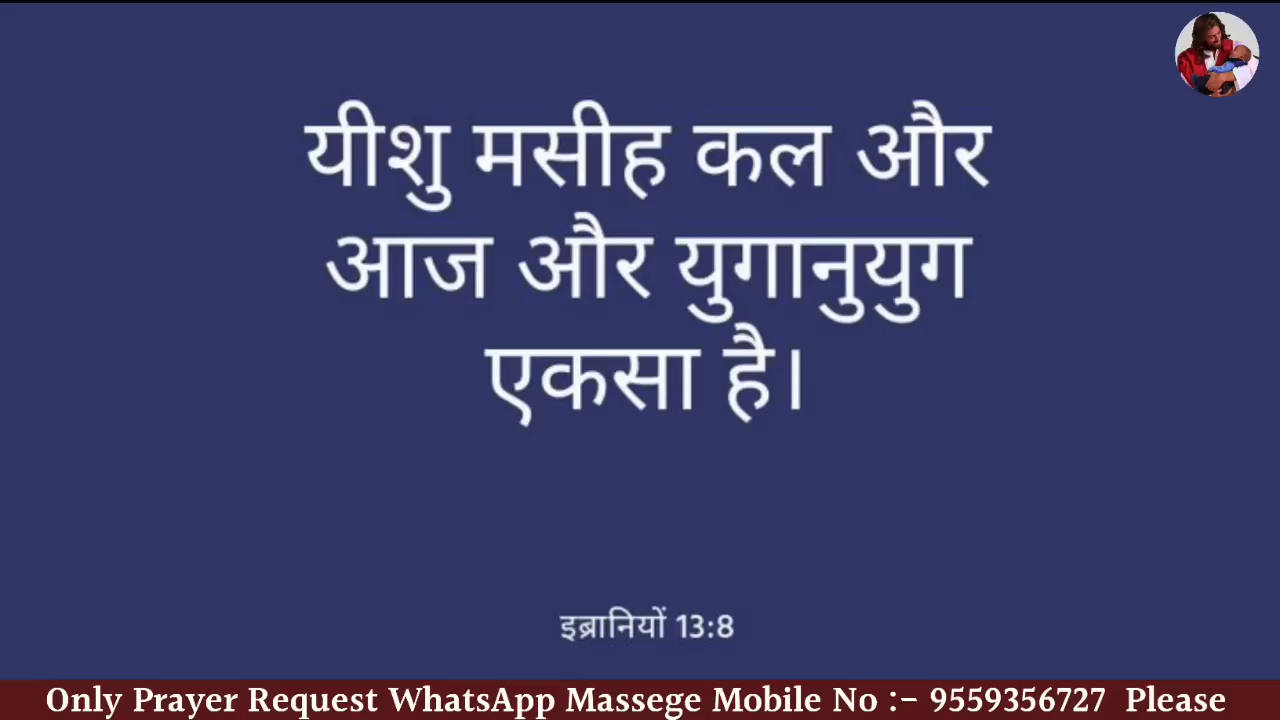 यीशु मसीह कल और
आज और युगानुयुग
एकसा है।
इब्रानियों 13:8
Only Prayer Request WhatsApp Massege Mobile No :- 9559356727 Please